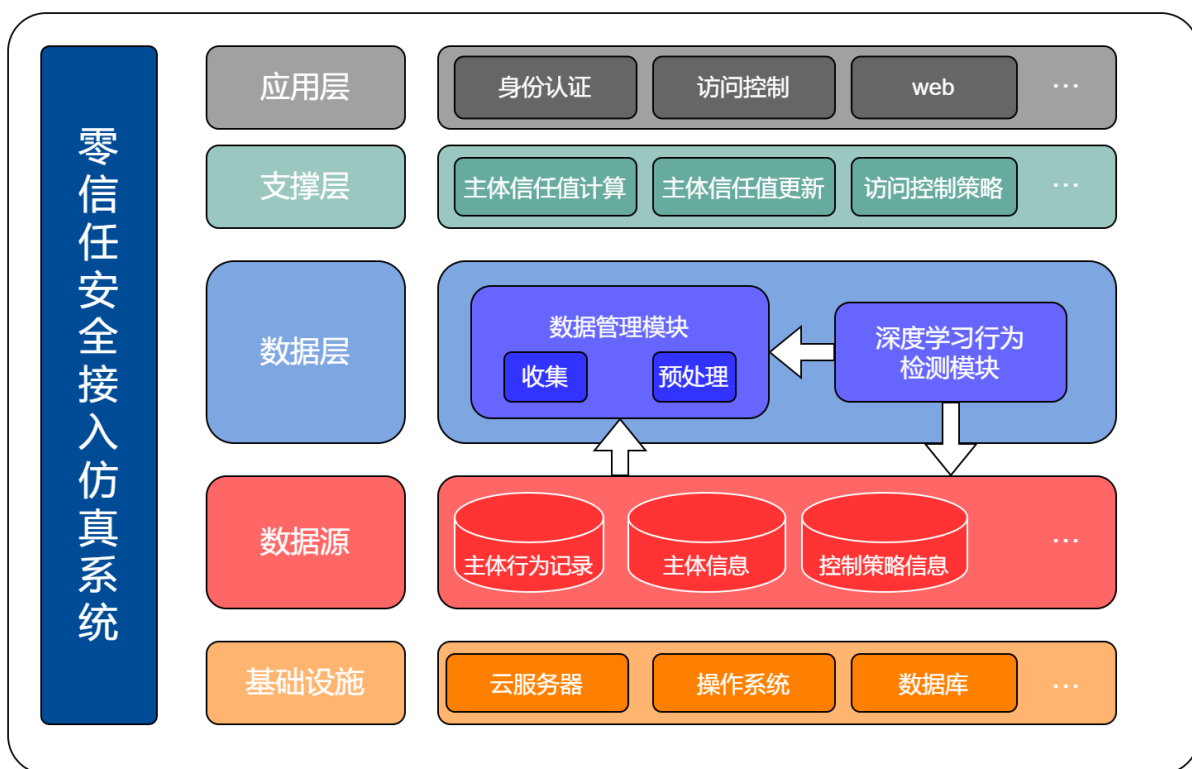 零信任安全接入仿真系统
应用层
身份认证
访问控制
web
...
支撑层
主体信任值计算
主体信任值更新
访问控制策略
...
数据层
数据管理模块
收集
预处理
深度学习行为
检测模块
数据源
主体行为记录
主体信息
控制策略信息
...
基础设施
云服务器
操作系统
数据库
...